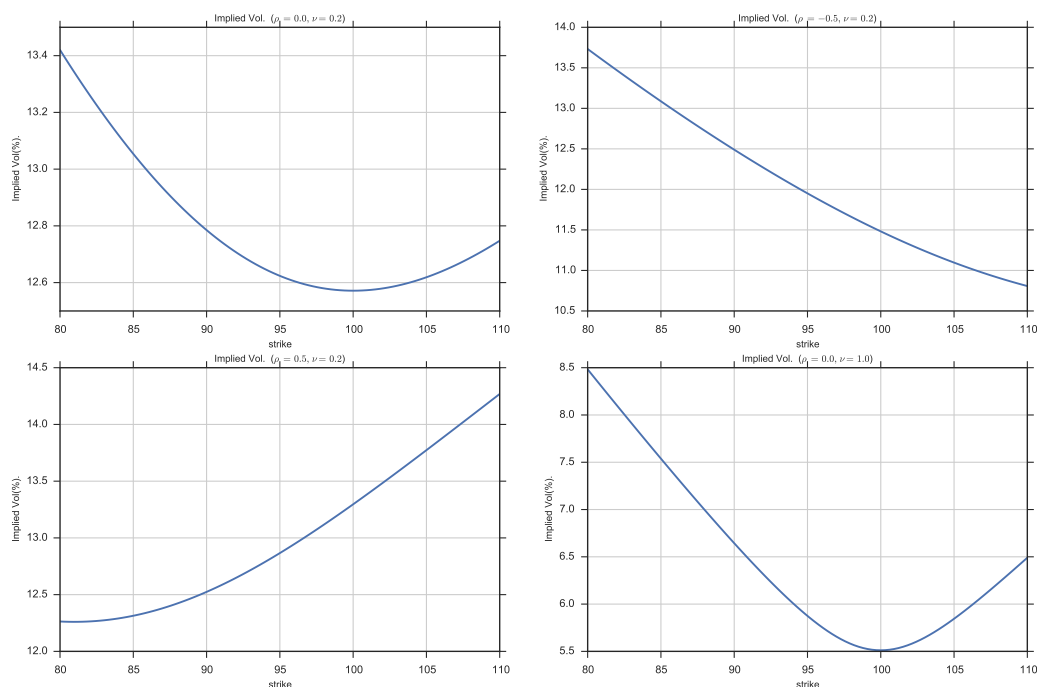 Implied Vol. (ρ = 0.0, ν = 0.2)
Implied Vol(%).
13.4
13.2
13.0
12.8
12.6
80 85 90 95 100 105 110
strike
Implied Vol. (ρ = −0.5, ν = 0.2)
Implied Vol(%).
14.0
13.5
13.0
12.5
12.0
11.5
11.0
10.5
80 85 90 95 100 105 110
strike
Implied Vol. (ρ = 0.5, ν = 0.2)
Implied Vol(%).
14.5
14.0
13.5
13.0
12.5
12.0
80 85 90 95 100 105 110
strike
Implied Vol. (ρ = 0.0, ν = 1.0)
Implied Vol(%).
8.5
8.0
7.5
7.0
6.5
6.0
5.5
80 85 90 95 100 105 110
strike